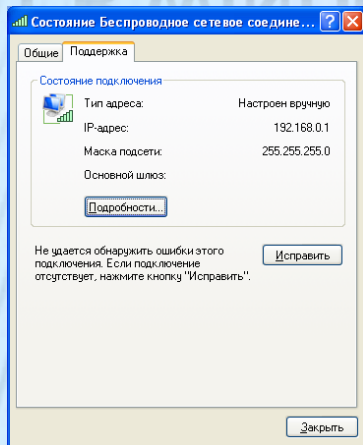 Состояние Беспроводное сетевое соедине...
Общие Поддержка
Состояние подключения
Тип адреса: Настроен вручную
IP-адрес: 192.168.0.1
Маска подсети: 255.255.255.0
Основной шлюз:
Подробности...
Не удается обнаружить ошибки этого
подключения. Если подключение
отсутствует, нажмите кнопку "Исправить".
Исправить
Закрыть